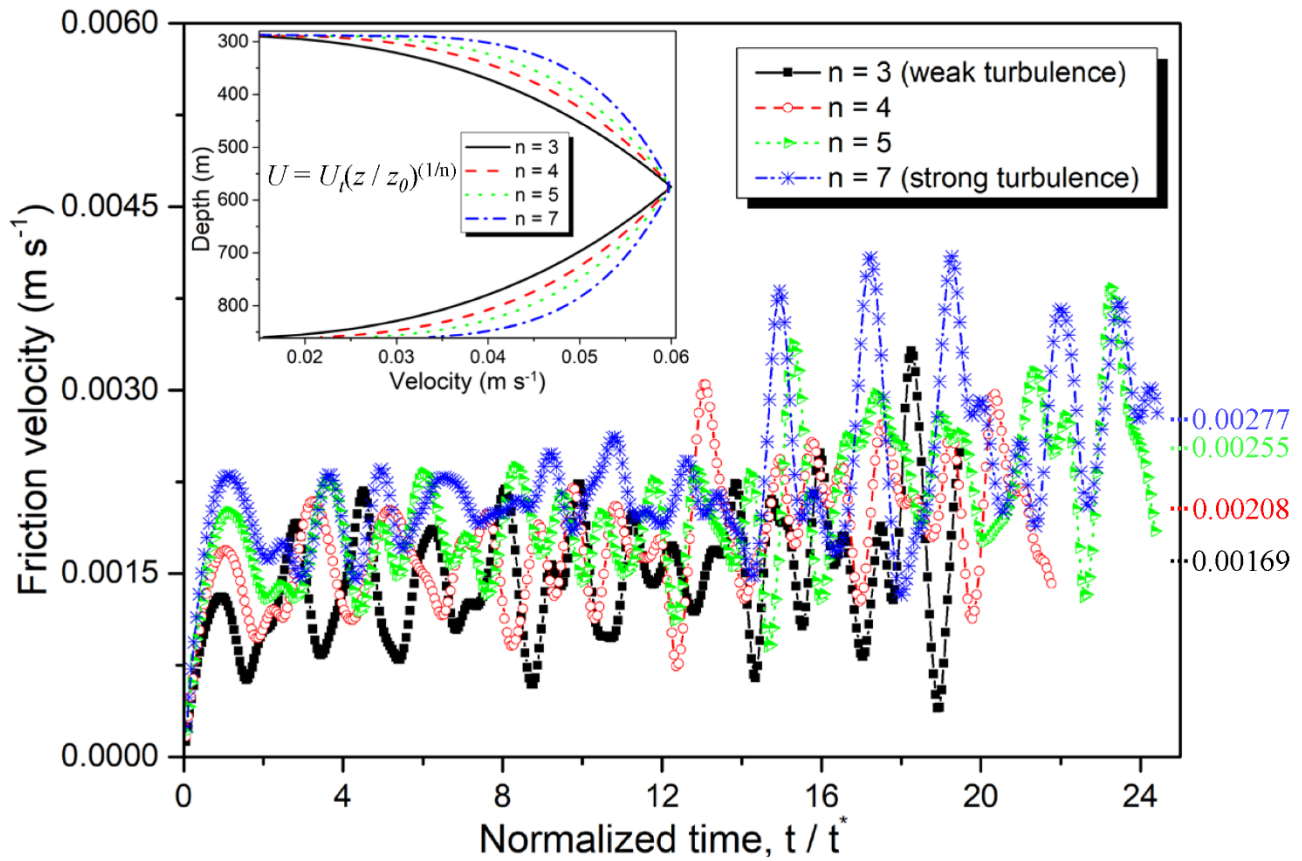 0.0060
0.0045
0.0030
0.0015
0.0000
Friction velocity (m s⁻¹)
0
4
8
12
16
20
24
Normalized time, t / t*
300
400
500
600
700
800
Depth (m)
0.02
0.03
0.04
0.05
0.06
Velocity (m s⁻¹)
U = Uₜ(z / z₀)^(1/n)
n = 3
n = 4
n = 5
n = 7
n = 3 (weak turbulence)
n = 4
n = 5
n = 7 (strong turbulence)
0.00277
0.00255
0.00208
0.00169